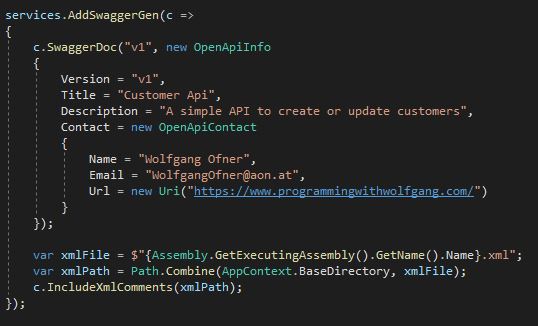 services.AddSwaggerGen(c =>
{
    c.SwaggerDoc("v1", new OpenApiInfo
    {
        Version = "v1",
        Title = "Customer Api",
        Description = "A simple API to create or update customers",
        Contact = new OpenApiContact
        {
            Name = "Wolfgang Ofner",
            Email = "WolfgangOfner@aon.at",
            Url = new Uri("https://www.programmingwithwolfgang.com/")
        }
    });

    var xmlFile = $"{Assembly.GetExecutingAssembly().GetName().Name}.xml";
    var xmlPath = Path.Combine(AppContext.BaseDirectory, xmlFile);
    c.IncludeXmlComments(xmlPath);
});